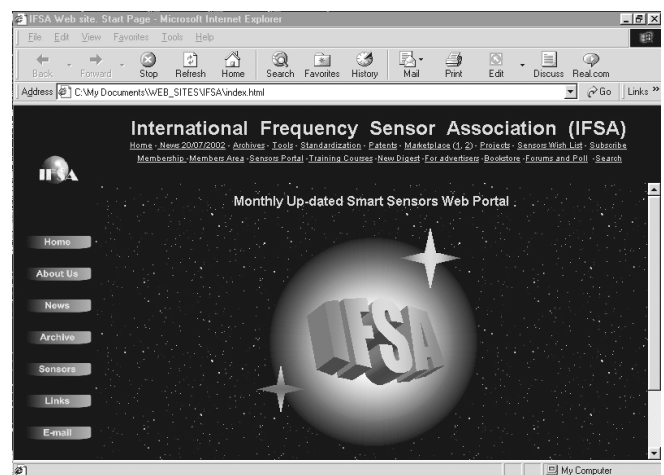 IFSA Web site. Start Page - Microsoft Internet Explorer
File Edit View Favorites Tools Help
Back Forward Stop Refresh Home Search Favorites History Mail Print Edit Discuss Real.com
Address C:\My Documents\WEB_SITES\IFSA\index.html Go Links »
International Frequency Sensor Association (IFSA)
Home - News 20/07/2002 - Archives - Tools - Standardization - Patents - Marketplace (1, 2) - Projects - Sensors Wish List - Subscribe
Membership - Members Area - Sensors Portal - Training Courses - New Digest - For advertisers - Bookstore - Forums and Poll - Search
IFSA
Monthly Up-dated Smart Sensors Web Portal
Home
About Us
News
Archive
Sensors
Links
E-mail
IFSA
My Computer